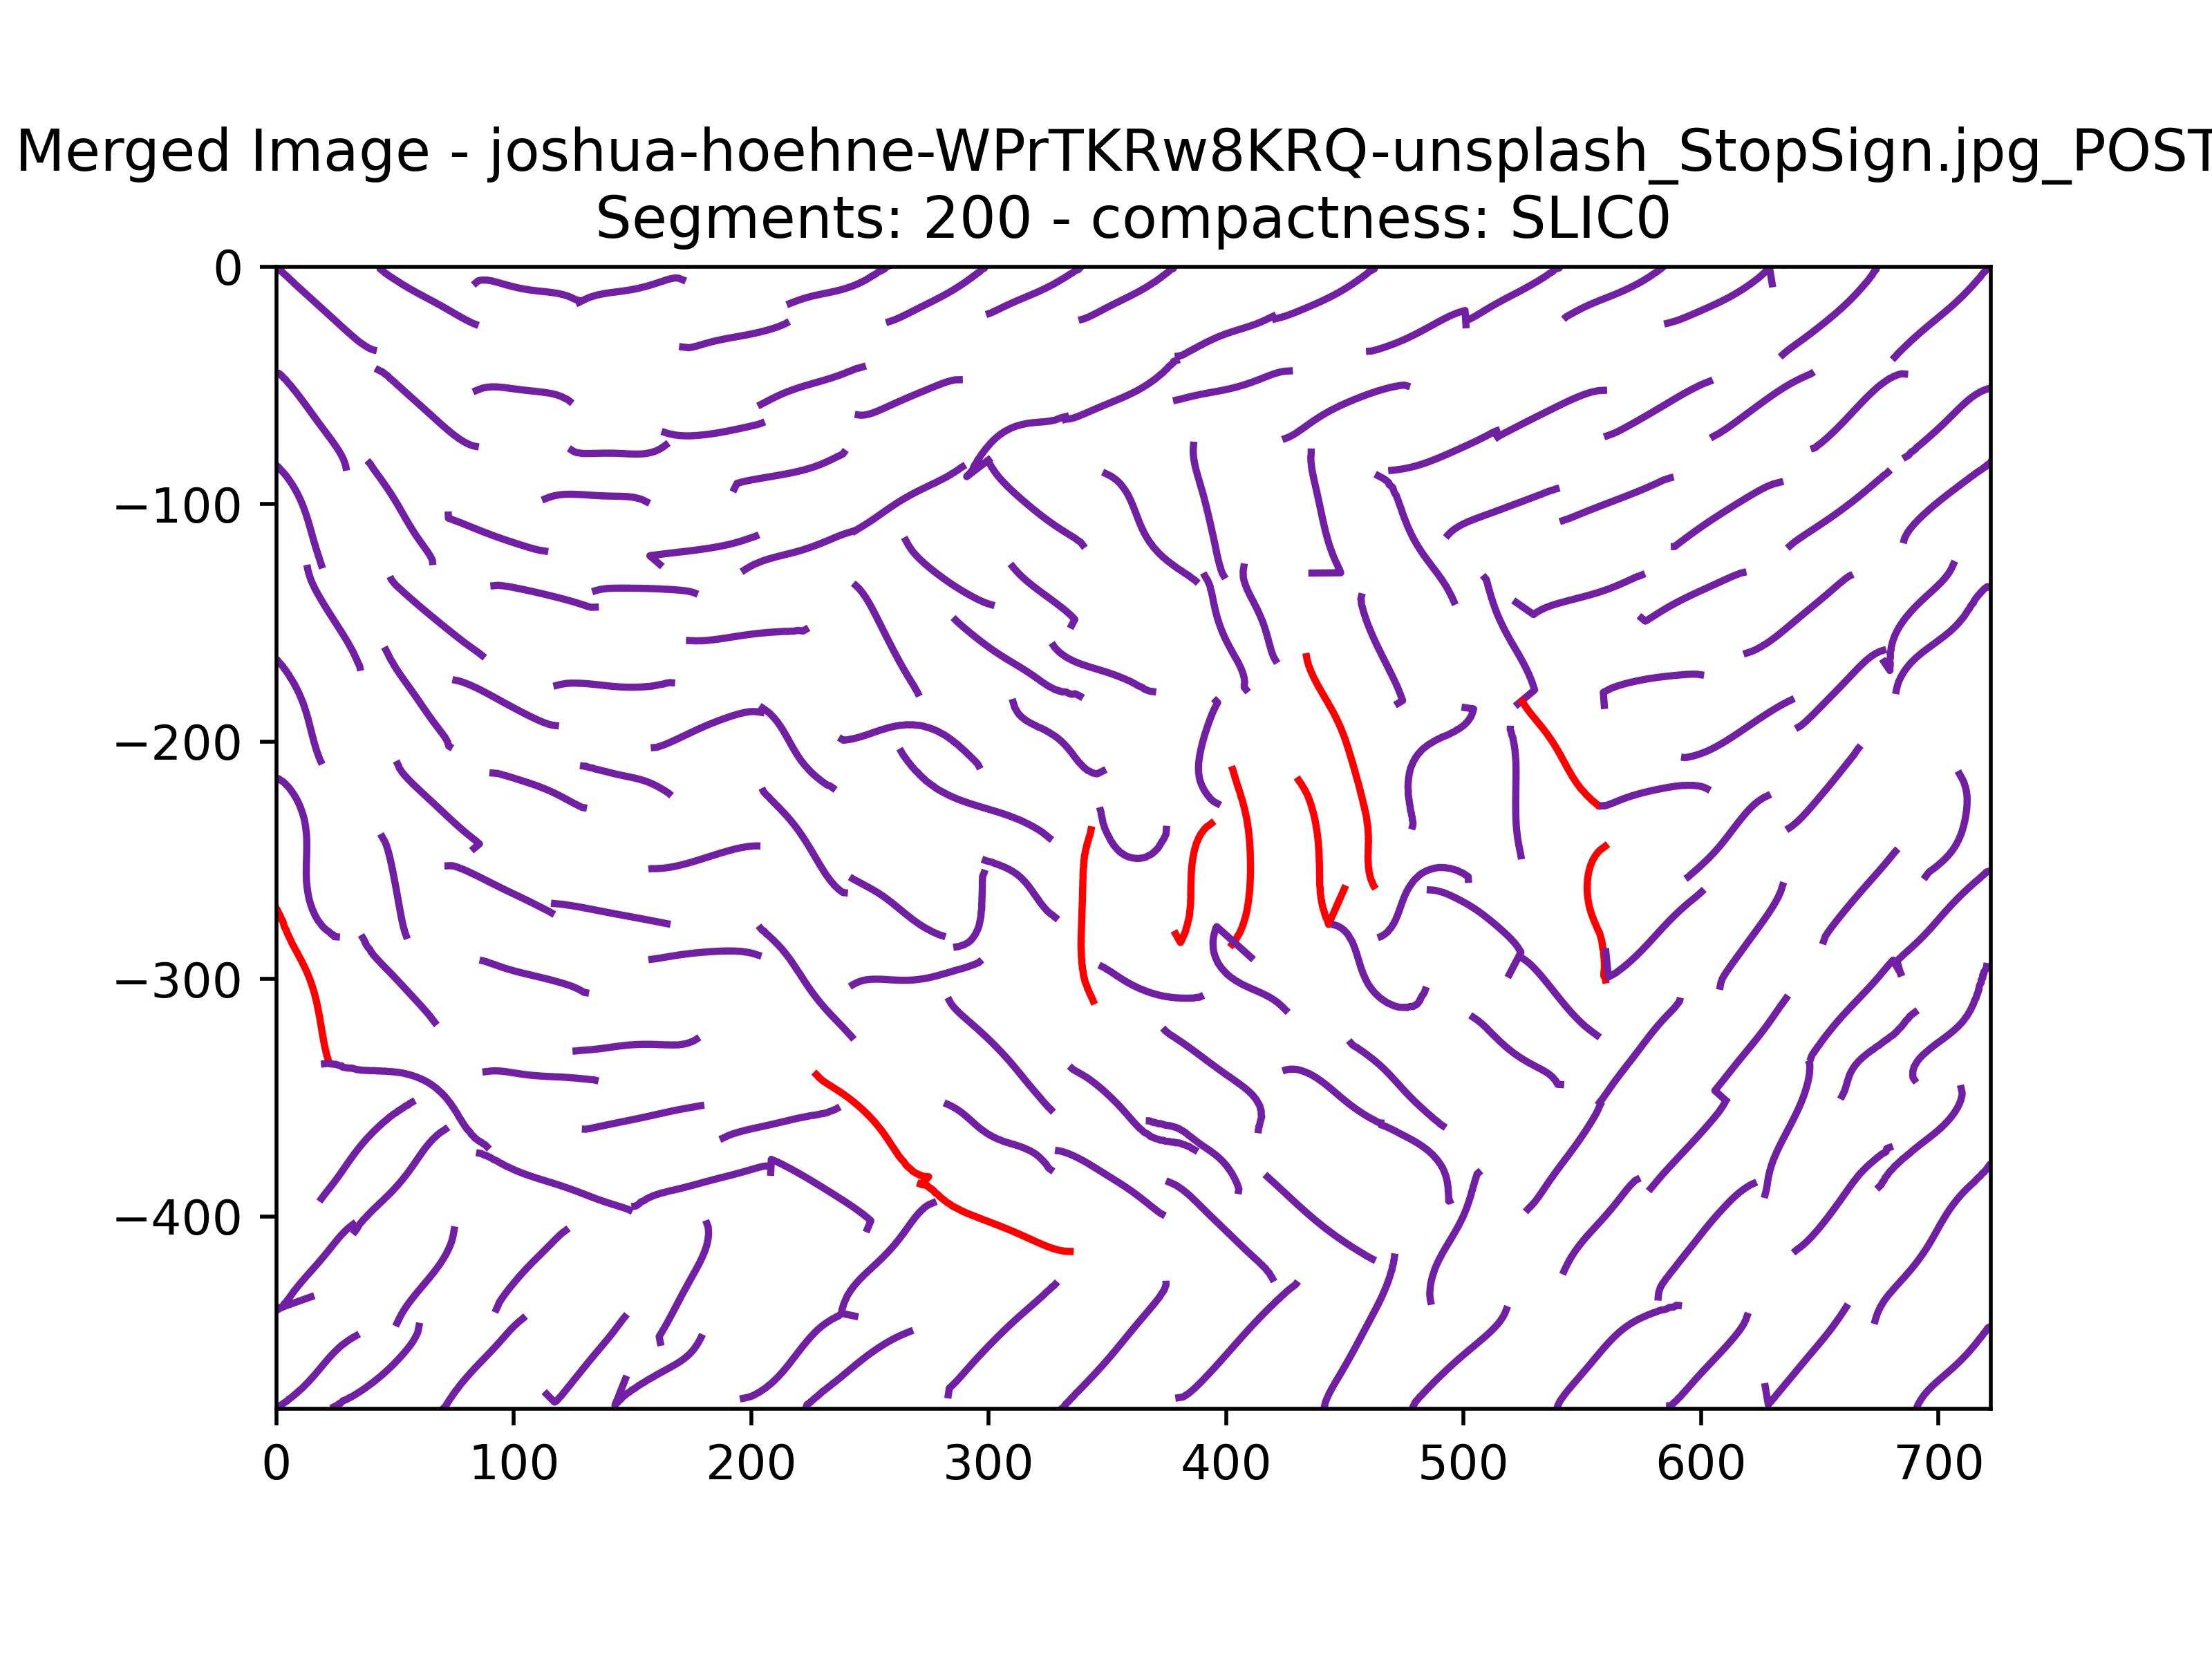 Merged Image - joshua-hoehne-WPrTKRw8KRQ-unsplash_StopSign.jpg_POST
Segments: 200 - compactness: SLIC0
0
−100
−200
−300
−400
0 100 200 300 400 500 600 700